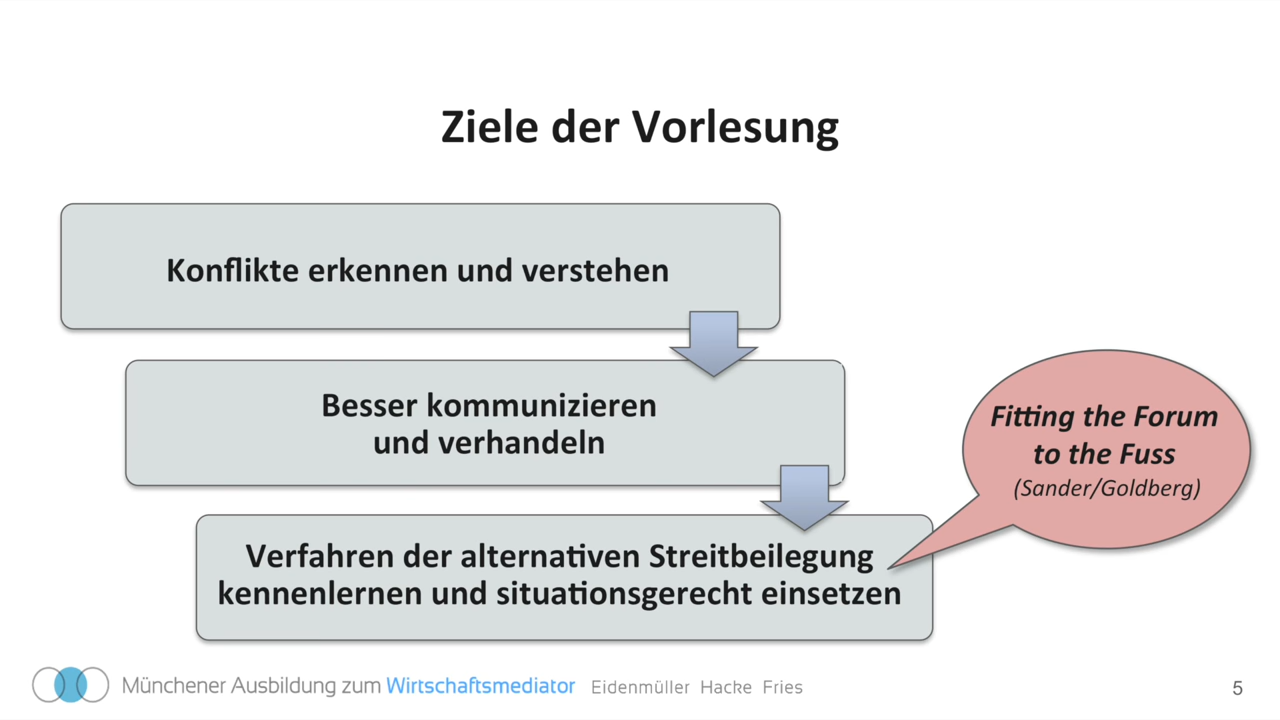 Ziele der Vorlesung
Konflikte erkennen und verstehen
Besser kommunizieren
und verhandeln
Verfahren der alternativen Streitbeilegung
kennenlernen und situationsgerecht einsetzen
Fitting the Forum
to the Fuss
(Sander/Goldberg)
Münchener Ausbildung zum Wirtschaftsmediator Eidenmüller Hacke Fries
5